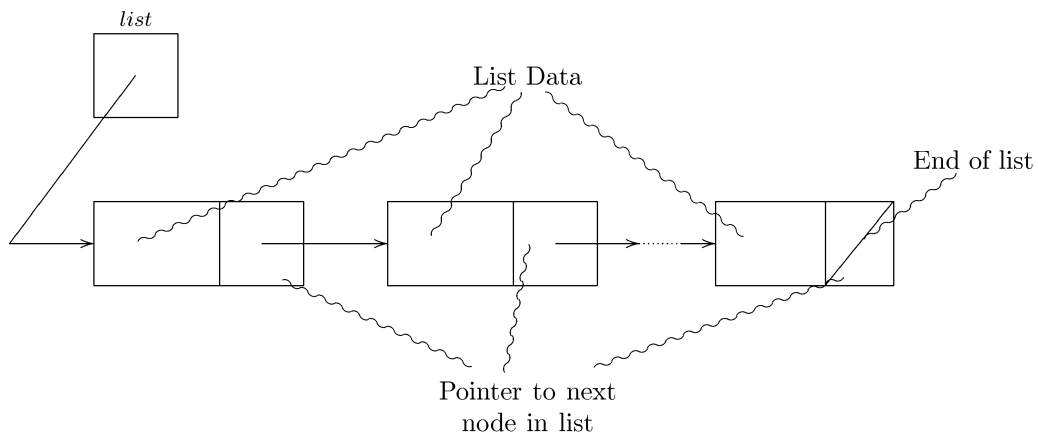 list
List Data
End of list
Pointer to next
node in list